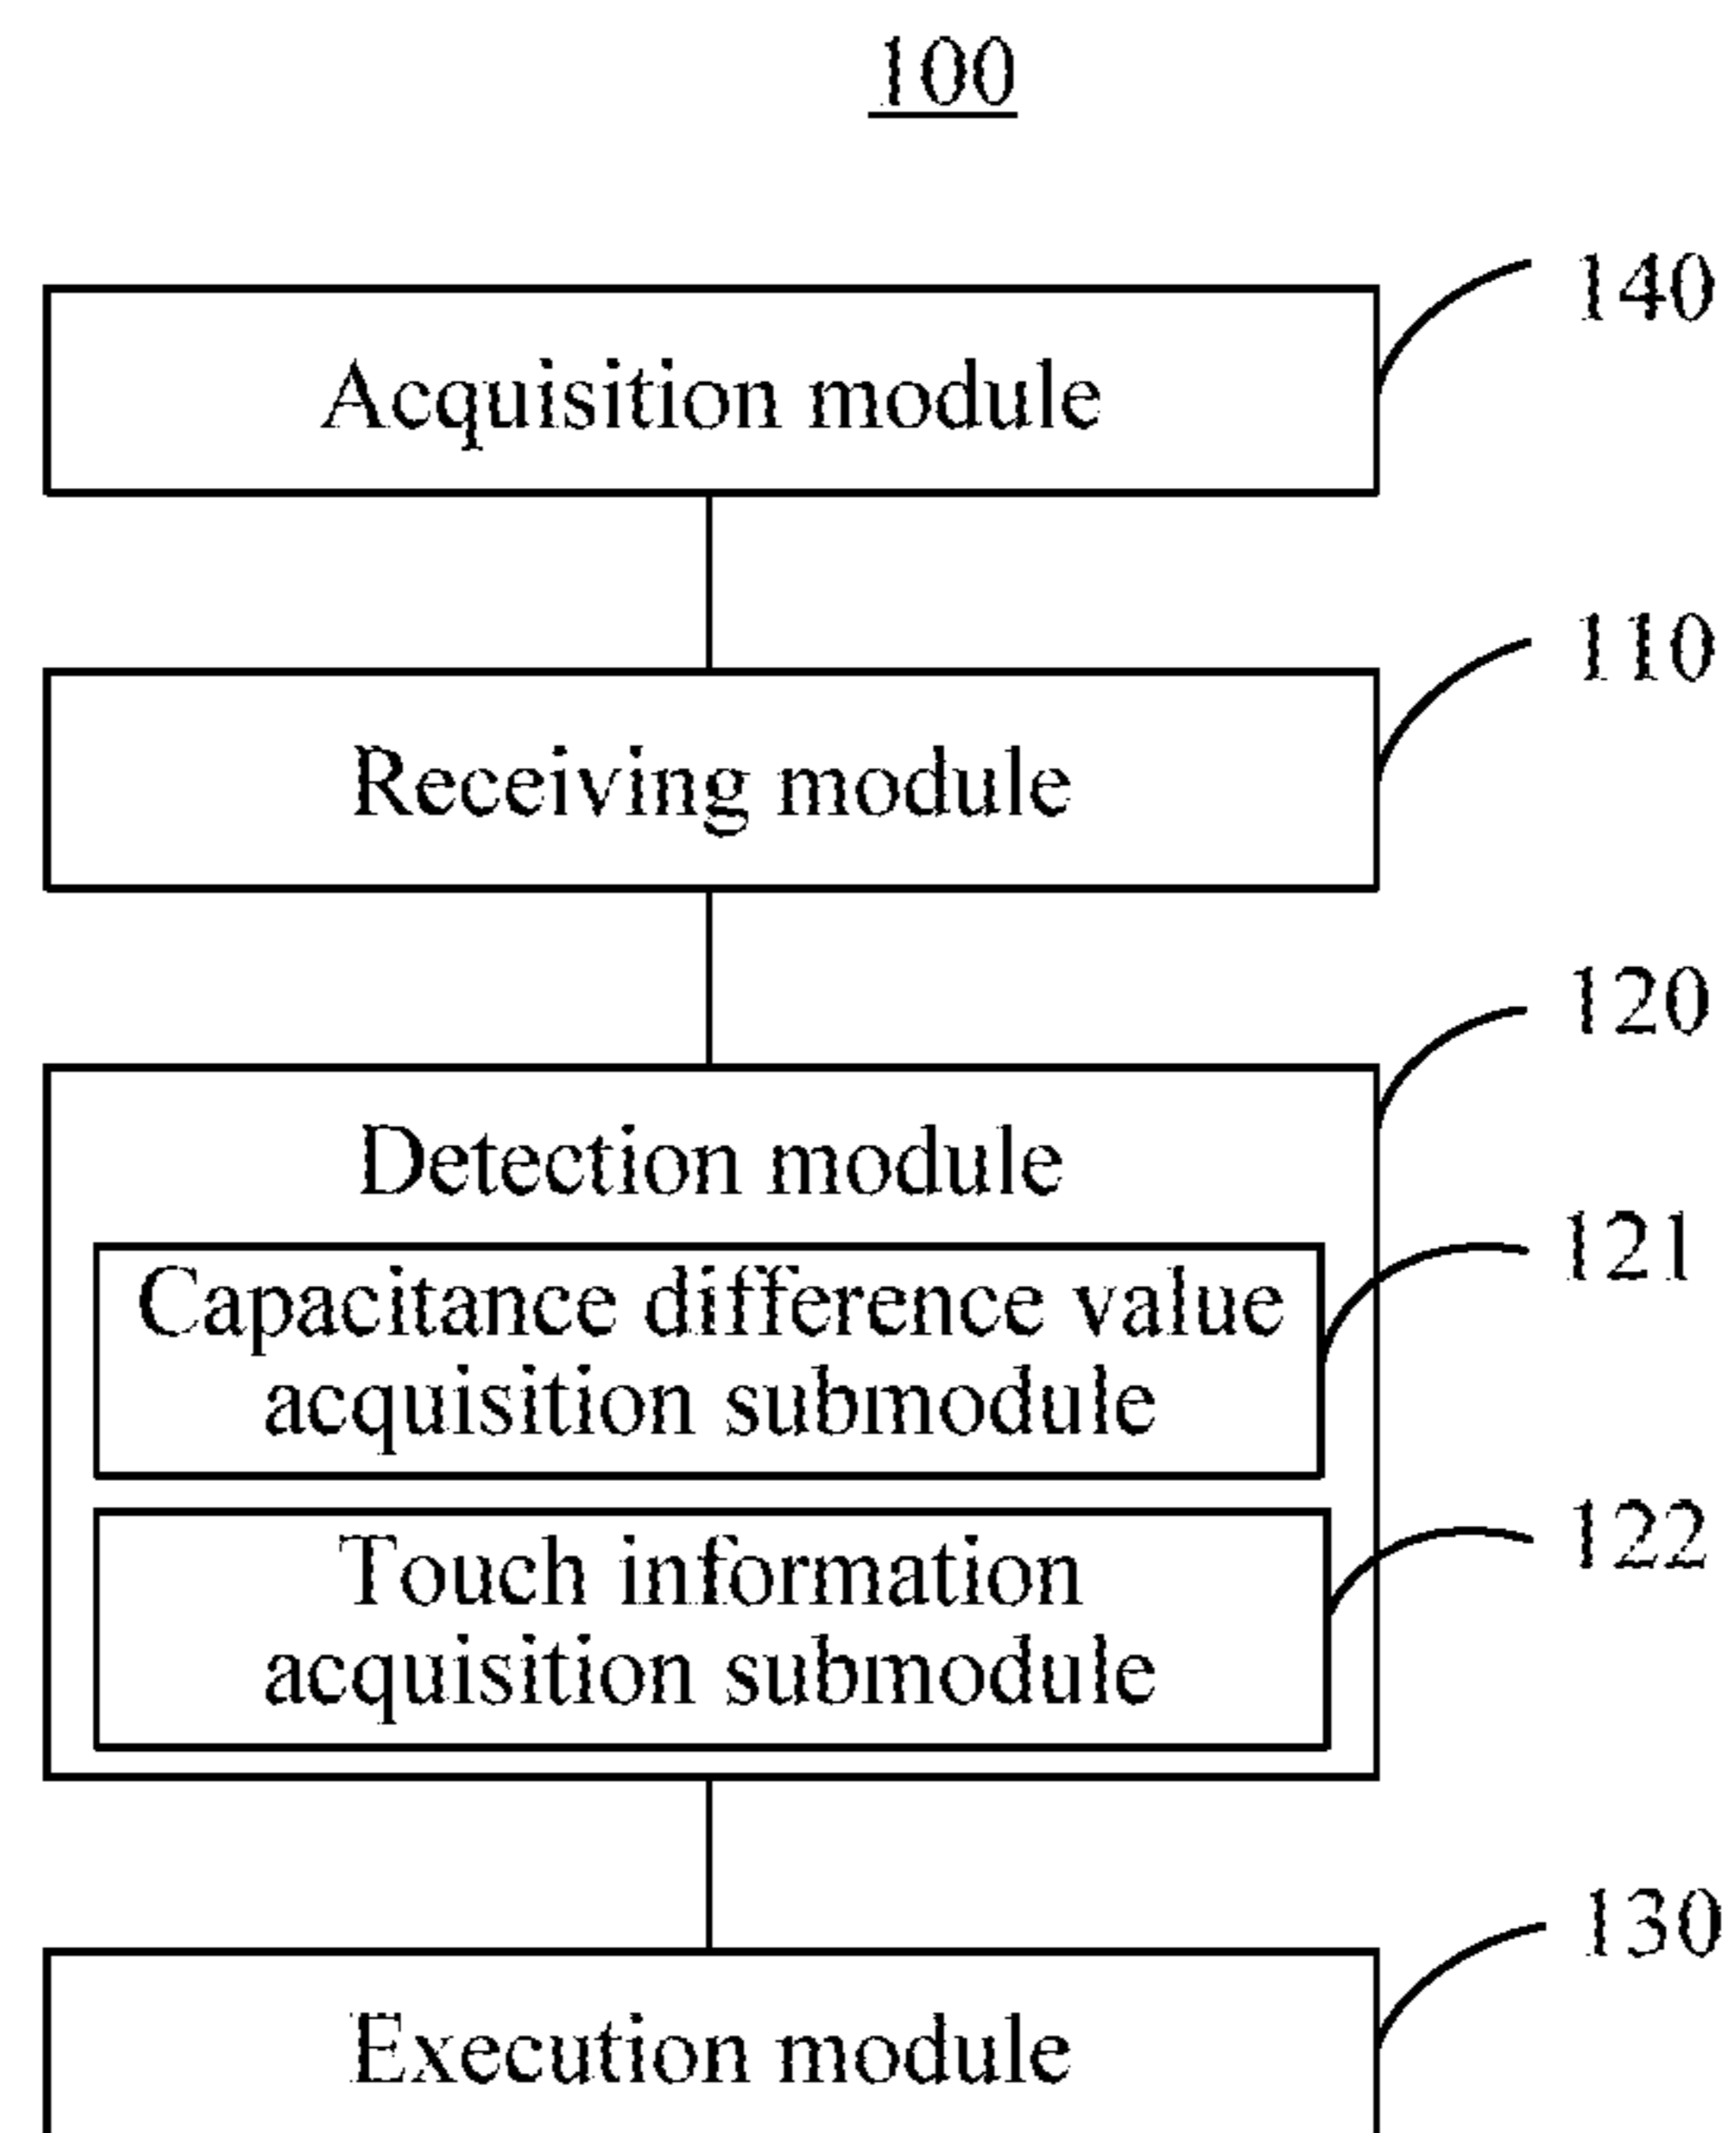 100
140
Acquisition module
110
Receiving module
120
Detection module
121
Capacitance difference value
acquisition submodule
122
Touch information
acquisition submodule
130
Execution module